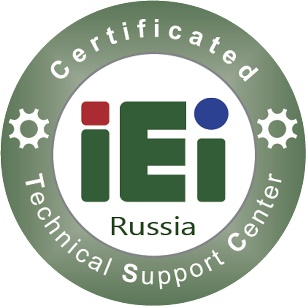 Certificated
iEi
Russia
Technical Support Center